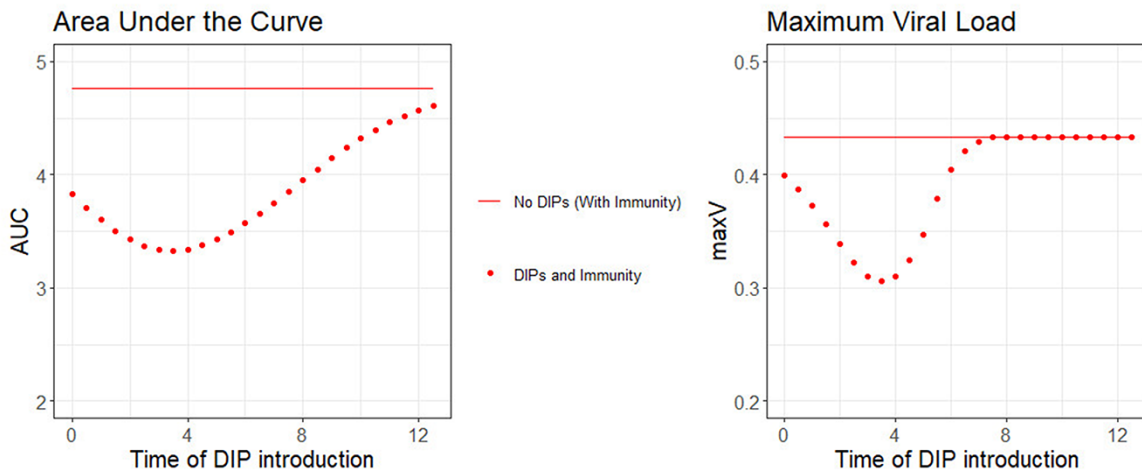 Area Under the Curve
5
4
3
2
AUC
0
4
8
12
Time of DIP introduction
No DIPs (With Immunity)
DIPs and Immunity
Maximum Viral Load
0.5
0.4
0.3
0.2
maxV
0
4
8
12
Time of DIP introduction